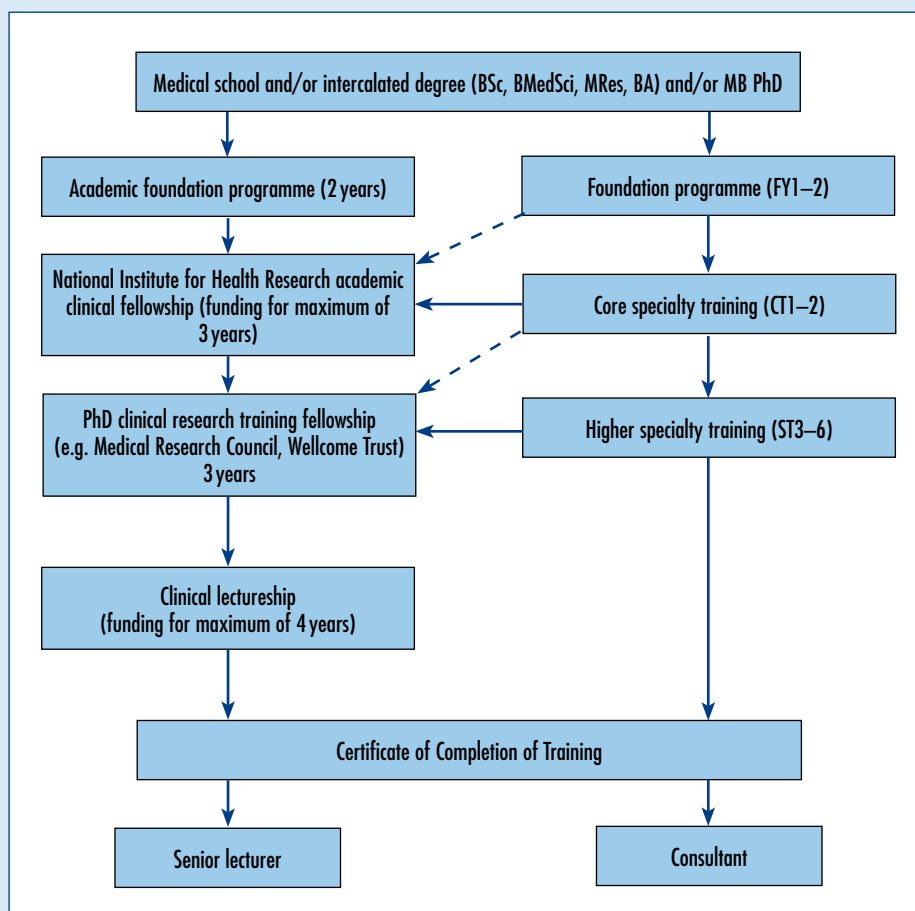 Medical school and/or intercalated degree (BSc, BMedSci, MRes, BA) and/or MB PhD
Academic foundation programme (2 years)
Foundation programme (FY1–2)
National Institute for Health Research academic
clinical fellowship (funding for maximum of
3 years)
Core specialty training (CT1–2)
PhD clinical research training fellowship
(e.g. Medical Research Council, Wellcome Trust)
3 years
Higher specialty training (ST3–6)
Clinical lectureship
(funding for maximum of 4 years)
Certificate of Completion of Training
Senior lecturer
Consultant